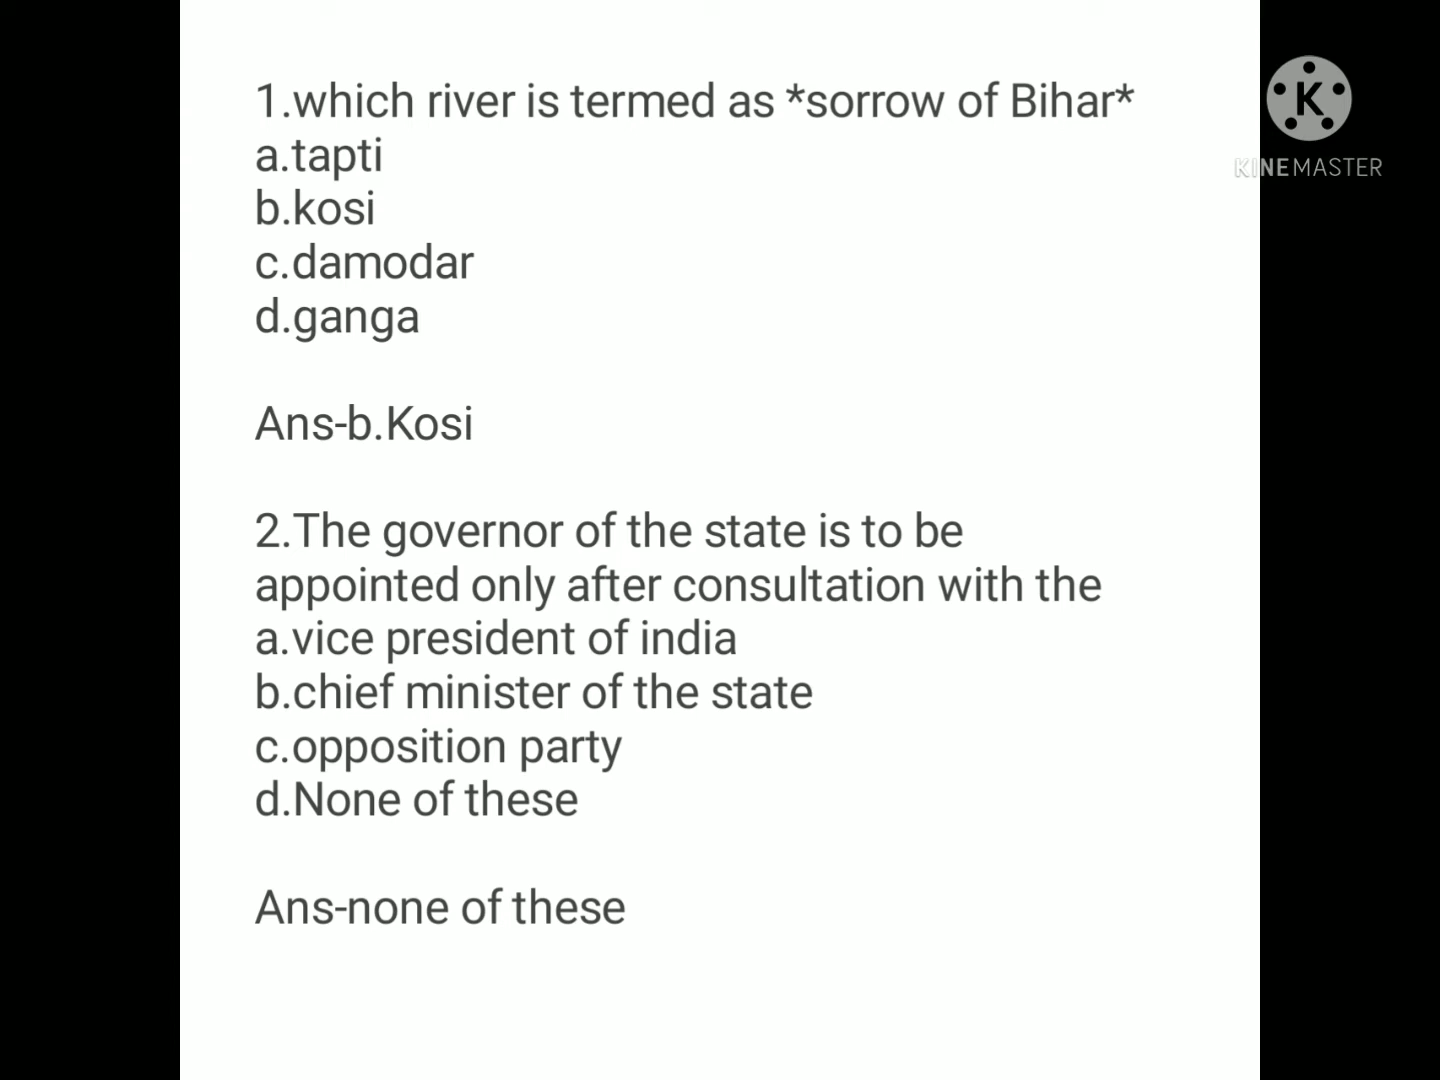 1.which river is termed as *sorrow of Bihar*
a.tapti
b.kosi
c.damodar
d.ganga
Ans-b.Kosi
2.The governor of the state is to be
appointed only after consultation with the
a.vice president of india
b.chief minister of the state
c.opposition party
d.None of these
Ans-none of these
K
KINEMASTER